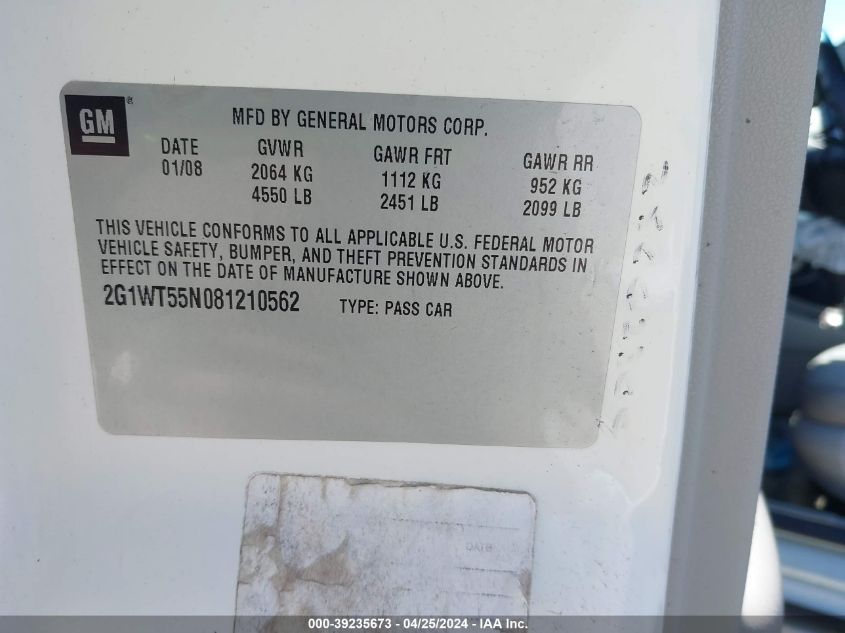 GM®
MFD BY GENERAL MOTORS CORP.
DATE GVWR GAWR FRT GAWR RR
01/08 2064 KG 1112 KG 952 KG
4550 LB 2451 LB 2099 LB
THIS VEHICLE CONFORMS TO ALL APPLICABLE U.S. FEDERAL MOTOR
VEHICLE SAFETY, BUMPER, AND THEFT PREVENTION STANDARDS IN
EFFECT ON THE DATE OF MANUFACTURE SHOWN ABOVE.
2G1WT55N081210562 TYPE: PASS CAR
DATE
000-39235673 - 04/25/2024 - IAA Inc.